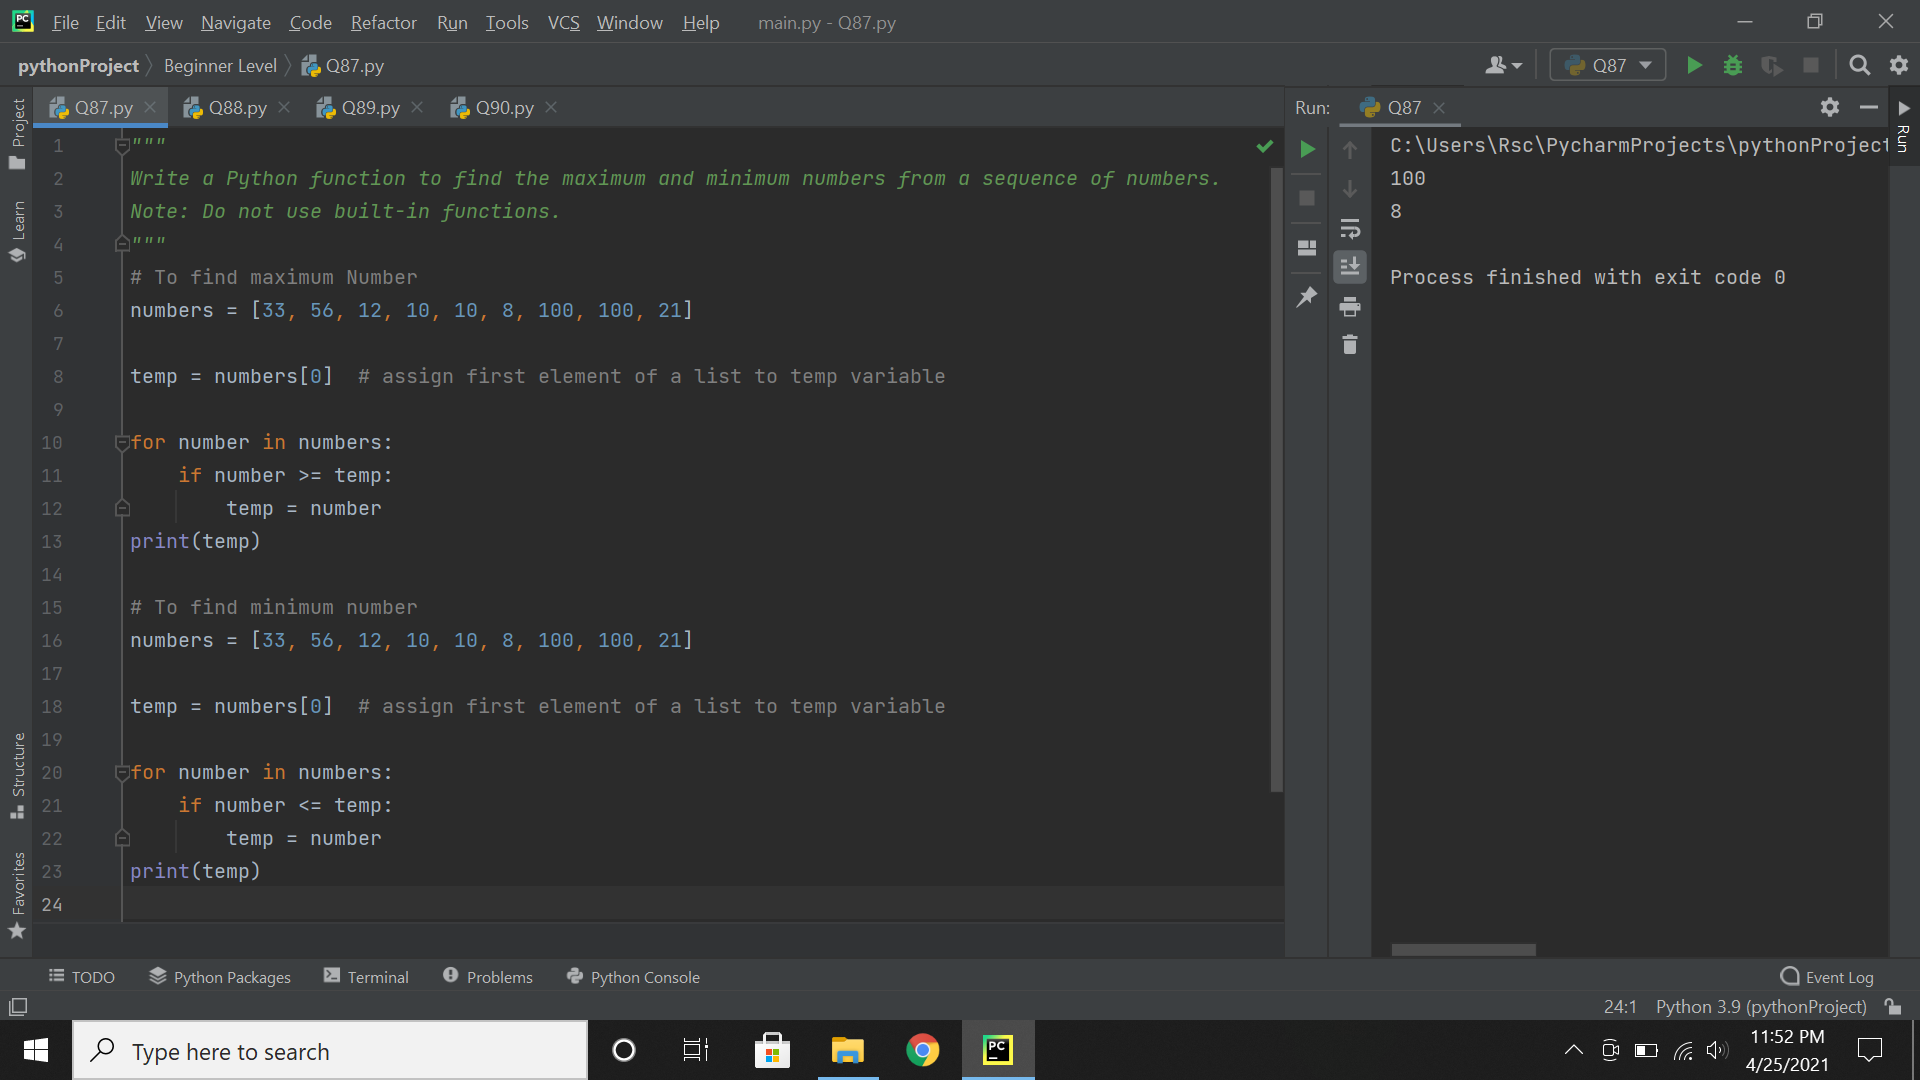 PC File Edit View Navigate Code Refactor Run Tools VCS Window Help main.py - Q87.py
pythonProject Beginner Level Q87.py Q87
Q87.py Q88.py Q89.py Q90.py Run: Q87
Project
Learn
Structure
Favorites
1 """
2 Write a Python function to find the maximum and minimum numbers from a sequence of numbers.
3 Note: Do not use built-in functions.
4 """
5 # To find maximum Number
6 numbers = [33, 56, 12, 10, 10, 8, 100, 100, 21]
7
8 temp = numbers[0]  # assign first element of a list to temp variable
9
10 for number in numbers:
11     if number >= temp:
12         temp = number
13 print(temp)
14
15 # To find minimum number
16 numbers = [33, 56, 12, 10, 10, 8, 100, 100, 21]
17
18 temp = numbers[0]  # assign first element of a list to temp variable
19
20 for number in numbers:
21     if number <= temp:
22         temp = number
23 print(temp)
24
C:\Users\Rsc\PycharmProjects\pythonProject
100
8
Process finished with exit code 0
Run
TODO Python Packages Terminal Problems Python Console Event Log
24:1 Python 3.9 (pythonProject)
Type here to search PC 11:52 PM
4/25/2021